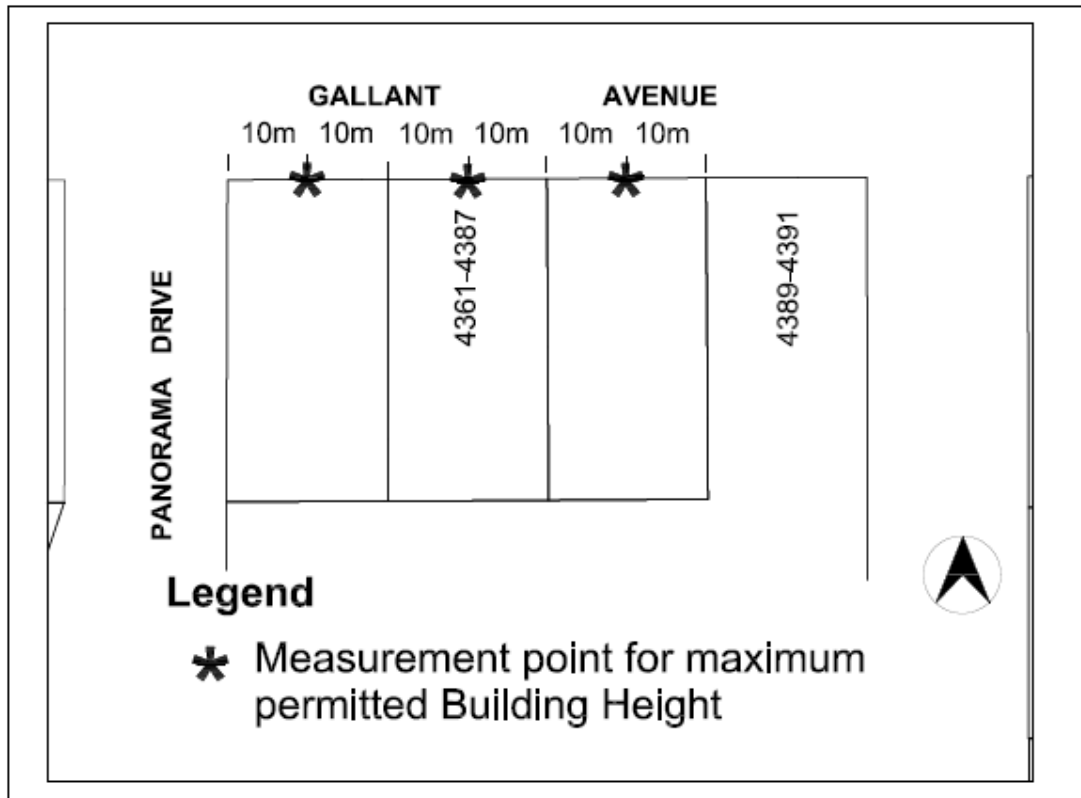 GALLANT AVENUE
10m 10m 10m 10m 10m 10m
4361-4387
4389-4391
PANORAMA DRIVE
Legend
Measurement point for maximum
permitted Building Height